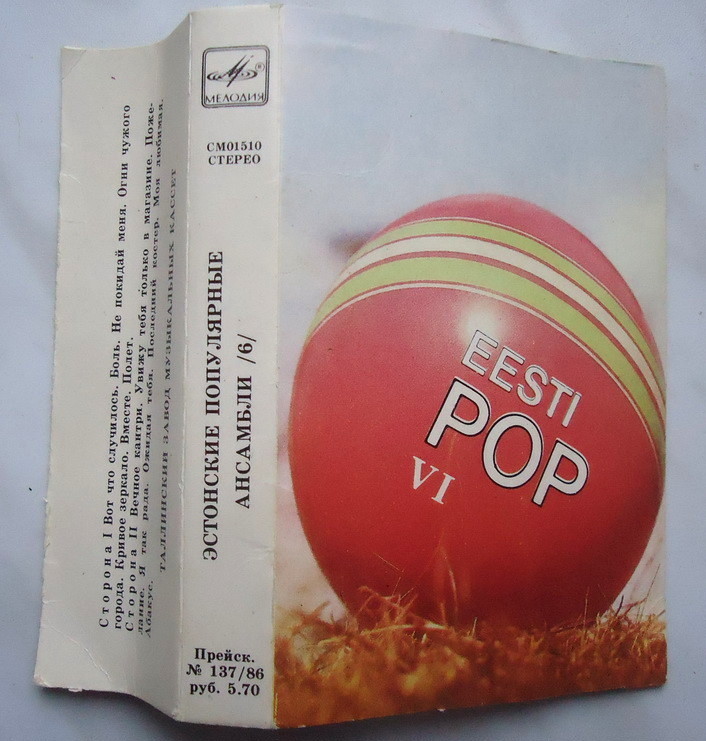 Сторона I Вот что случилось. Боль. Не покидай меня. Огни чужого
города. Кривое зеркало. Вместе. Полет.
Сторона II Вечное кантри. Увижу тебя только в магазине. Поже-
лание. Я так рада. Ожидая тебя. Последний костер. Моя любимая.
Абакус.
ТАЛЛИНСКИЙ ЗАВОД МУЗЫКАЛЬНЫХ КАССЕТ
МЕЛОДИЯ
СМ01510
СТЕРЕО
ЭСТОНСКИЕ ПОПУЛЯРНЫЕ
АНСАМБЛИ /6/
Прейск.
№ 137/86
руб. 5.70
EESTI
POP
VI